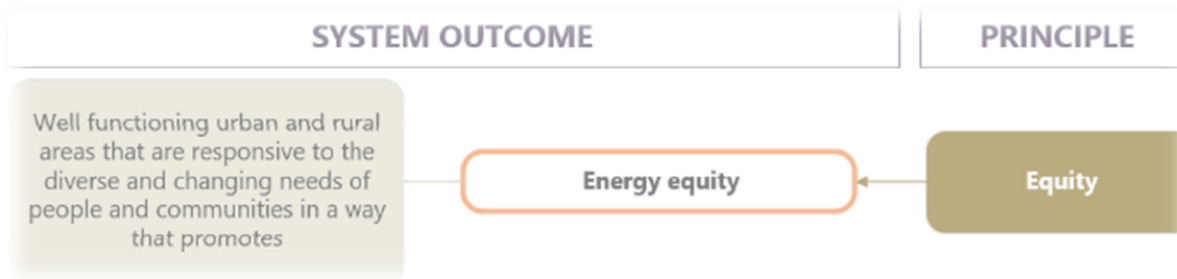 SYSTEM OUTCOME
PRINCIPLE
Well functioning urban and rural
areas that are responsive to the
diverse and changing needs of
people and communities in a way
that promotes
Energy equity
Equity